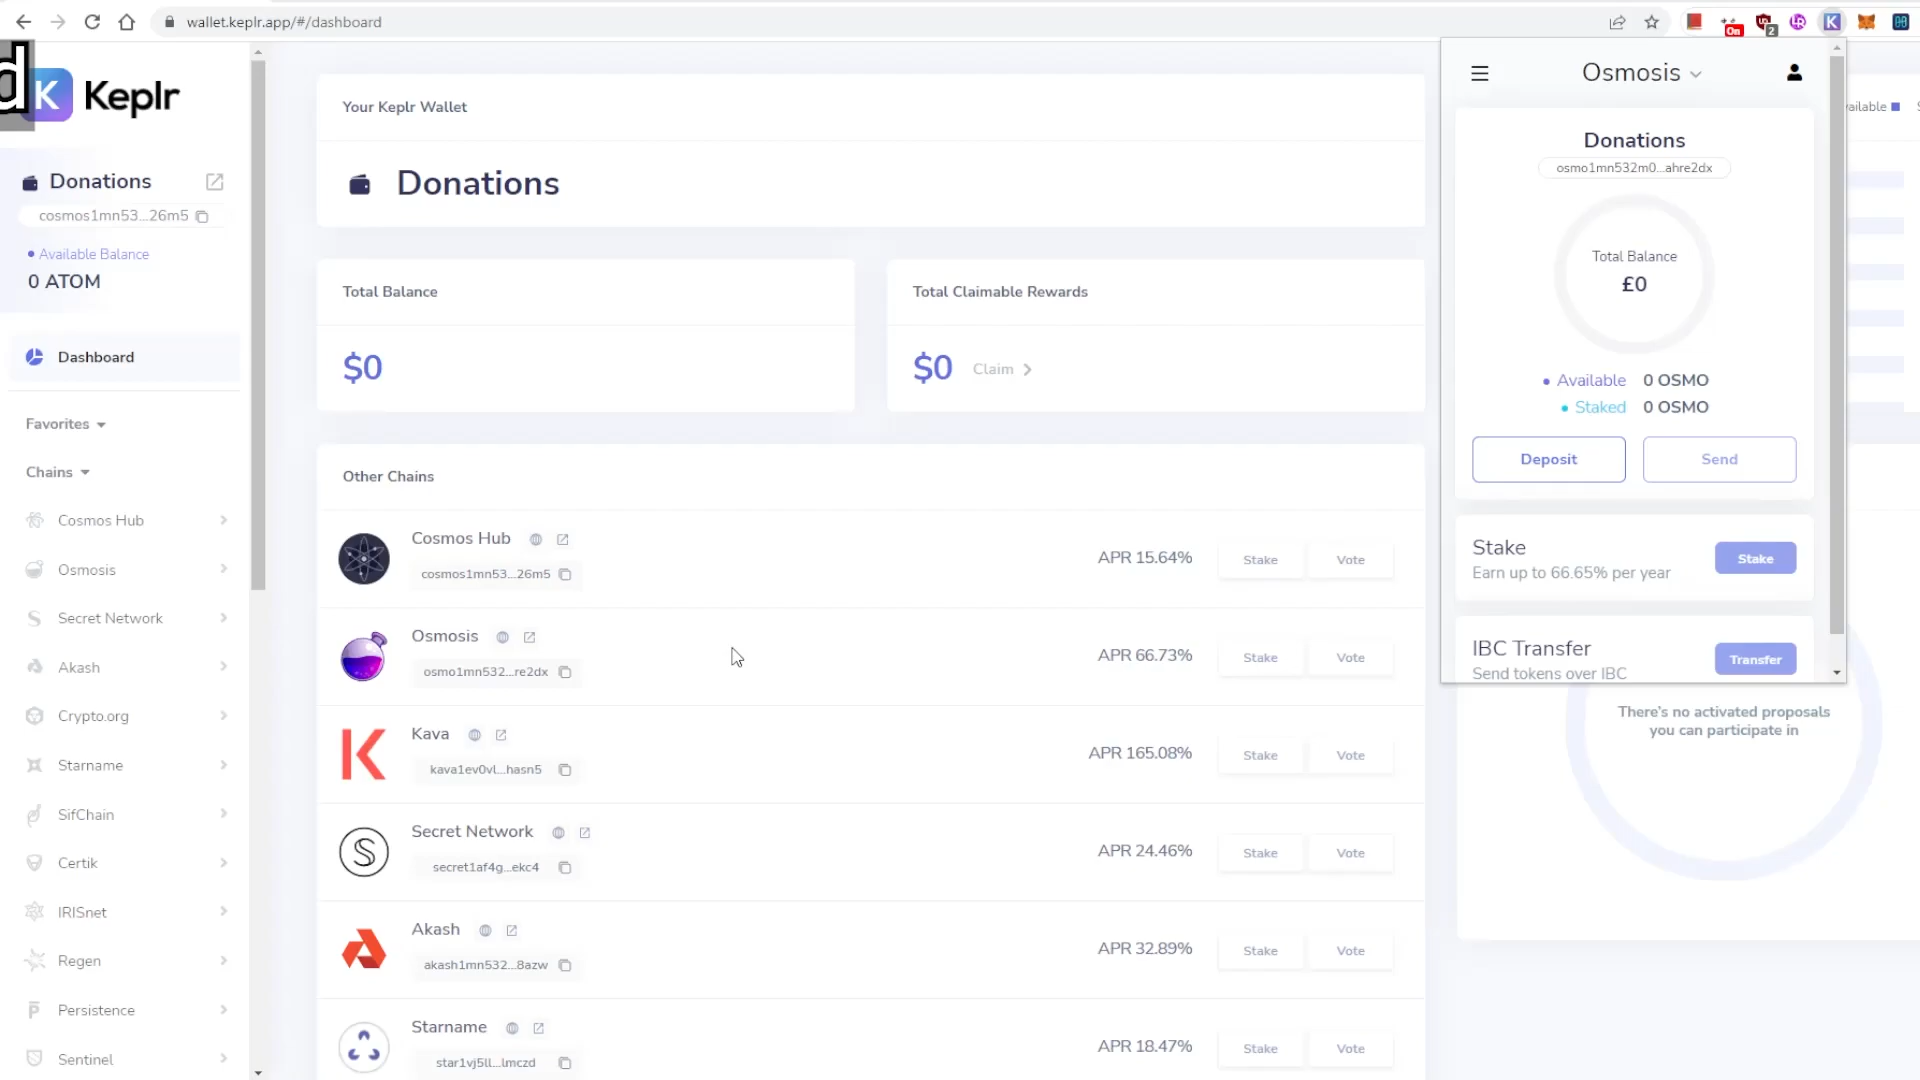 wallet.keplr.app/#/dashboard
On
2
d
Keplr
Donations
cosmos1mn53...26m5
Available Balance
0 ATOM
Dashboard
Favorites
Chains
Cosmos Hub
Osmosis
Secret Network
Akash
Crypto.org
Starname
SifChain
Certik
IRISnet
Regen
Persistence
Sentinel
Your Keplr Wallet
Donations
Total Balance
$0
Total Claimable Rewards
$0 Claim
Other Chains
Cosmos Hub
cosmos1mn53...26m5
APR 15.64% Stake Vote
Osmosis
osmo1mn532...re2dx
APR 66.73% Stake Vote
Kava
kava1ev0vl...hasn5
APR 165.08% Stake Vote
Secret Network
secret1af4g...ekc4
APR 24.46% Stake Vote
Akash
akash1mn532...8azw
APR 32.89% Stake Vote
Starname
star1vj5ll...lmczd
APR 18.47% Stake Vote
Osmosis
Donations
osmo1mn532m0...ahre2dx
Total Balance
£0
Available 0 OSMO
Staked 0 OSMO
Deposit Send
Stake
Earn up to 66.65% per year
Stake
IBC Transfer
Send tokens over IBC
Transfer
ailable
There's no activated proposals
you can participate in